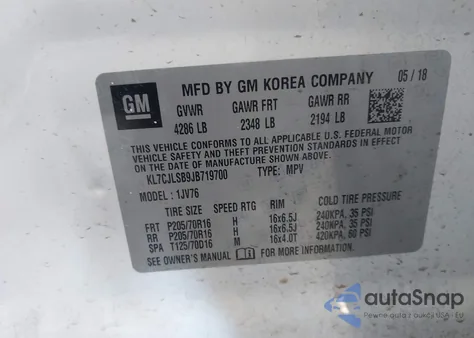 GM
MFD BY GM KOREA COMPANY 05 / 18
GVWR GAWR FRT GAWR RR
4286 LB 2348 LB 2194 LB
THIS VEHICLE CONFORMS TO ALL APPLICABLE U.S. FEDERAL MOTOR
VEHICLE SAFETY AND THEFT PREVENTION STANDARDS IN EFFECT ON
THE DATE OF MANUFACTURE SHOWN ABOVE.
KL7CJLSB9JB719700 TYPE: MPV
MODEL : 1JV76
TIRE SIZE SPEED RTG RIM COLD TIRE PRESSURE
FRT P205/70R16 H 16x6.5J 240KPA, 35 PSI
RR P205/70R16 H 16x6.5J 240KPA, 35 PSI
SPA T125/70D16 M 16x4.0T 420KPA, 60 PSI
SEE OWNER'S MANUAL FOR MORE INFORMATION.
autoSnap
Pewne auta z aukcji USA